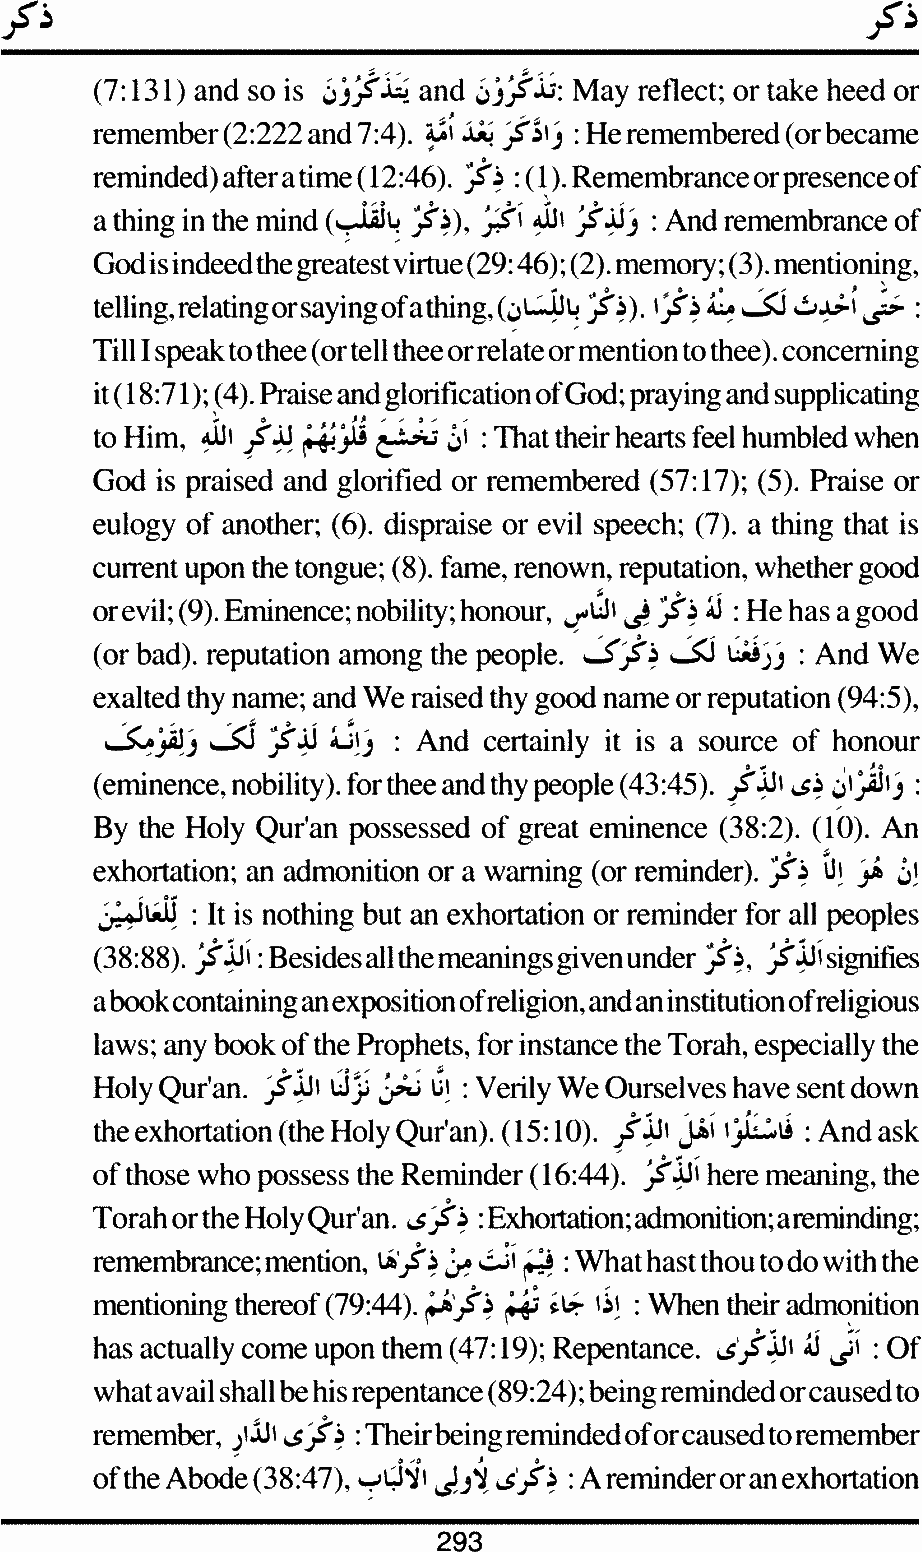 ذكر ذكر
(7:131) and so is يَتَذَكَّرُوْنَ and تَذَكَّرُوْنَ: May reflect; or take heed or
remember (2:222 and 7:4). وَادَّكَرَ بَعْدَ اُمَّةٍ : He remembered (or became
reminded) after a time (12:46). ذِكْرٌ : (1). Remembrance or presence of
a thing in the mind (ذِكْرٌ بِالْقَلْبِ), وَلَذِكْرُ اللّٰهِ اَكْبَرُ : And remembrance of
God is indeed the greatest virtue (29:46); (2). memory; (3). mentioning,
telling, relating or saying of a thing, (ذِكْرٌ بِاللِّسَانِ). حَتّٰى اُحْدِثَ لَکَ مِنْهُ ذِكْرًا :
Till I speak to thee (or tell thee or relate or mention to thee). concerning
it (18:71); (4). Praise and glorification of God; praying and supplicating
to Him, اَنْ تَخْشَعَ قُلُوْبُهُمْ لِذِكْرِ اللّٰهِ : That their hearts feel humbled when
God is praised and glorified or remembered (57:17); (5). Praise or
eulogy of another; (6). dispraise or evil speech; (7). a thing that is
current upon the tongue; (8). fame, renown, reputation, whether good
or evil; (9). Eminence; nobility; honour, لَهٗ ذِكْرٌ فِى النَّاسِ : He has a good
(or bad). reputation among the people. وَرَفَعْنَا لَکَ ذِكْرَکَ : And We
exalted thy name; and We raised thy good name or reputation (94:5),
وَاِنَّهٗ لَذِكْرٌ لَّکَ وَلِقَوْمِکَ : And certainly it is a source of honour
(eminence, nobility). for thee and thy people (43:45). وَالْقُرْاٰنِ ذِى الذِّكْرِ :
By the Holy Qur'an possessed of great eminence (38:2). (10). An
exhortation; an admonition or a warning (or reminder). اِنْ هُوَ اِلَّا ذِكْرٌ
لِّلْعَالَمِيْنَ : It is nothing but an exhortation or reminder for all peoples
(38:88). اَلذِّكْرُ : Besides all the meanings given under ذِكْرٌ, اَلذِّكْرُ signifies
a book containing an exposition of religion, and an institution of religious
laws; any book of the Prophets, for instance the Torah, especially the
Holy Qur'an. اِنَّا نَحْنُ نَزَّلْنَا الذِّكْرَ : Verily We Ourselves have sent down
the exhortation (the Holy Qur'an). (15:10). فَاسْئَلُوْا اَهْلَ الذِّكْرِ : And ask
of those who possess the Reminder (16:44). اَلذِّكْرُ here meaning, the
Torah or the Holy Qur'an. ذِكْرَى : Exhortation; admonition; a reminding;
remembrance; mention, فِيْمَ اَنْتَ مِنْ ذِكْرٰهَا : What hast thou to do with the
mentioning thereof (79:44). اِذَا جَاءَ تْهُمْ ذِكْرٰهُمْ : When their admonition
has actually come upon them (47:19); Repentance. اَنّٰى لَهُ الذِّكْرٰى : Of
what avail shall be his repentance (89:24); being reminded or caused to
remember, ذِكْرَى الدَّارِ : Their being reminded of or caused to remember
of the Abode (38:47), ذِكْرٰى لِاُولِى الْاَلْبَابِ : A reminder or an exhortation
293